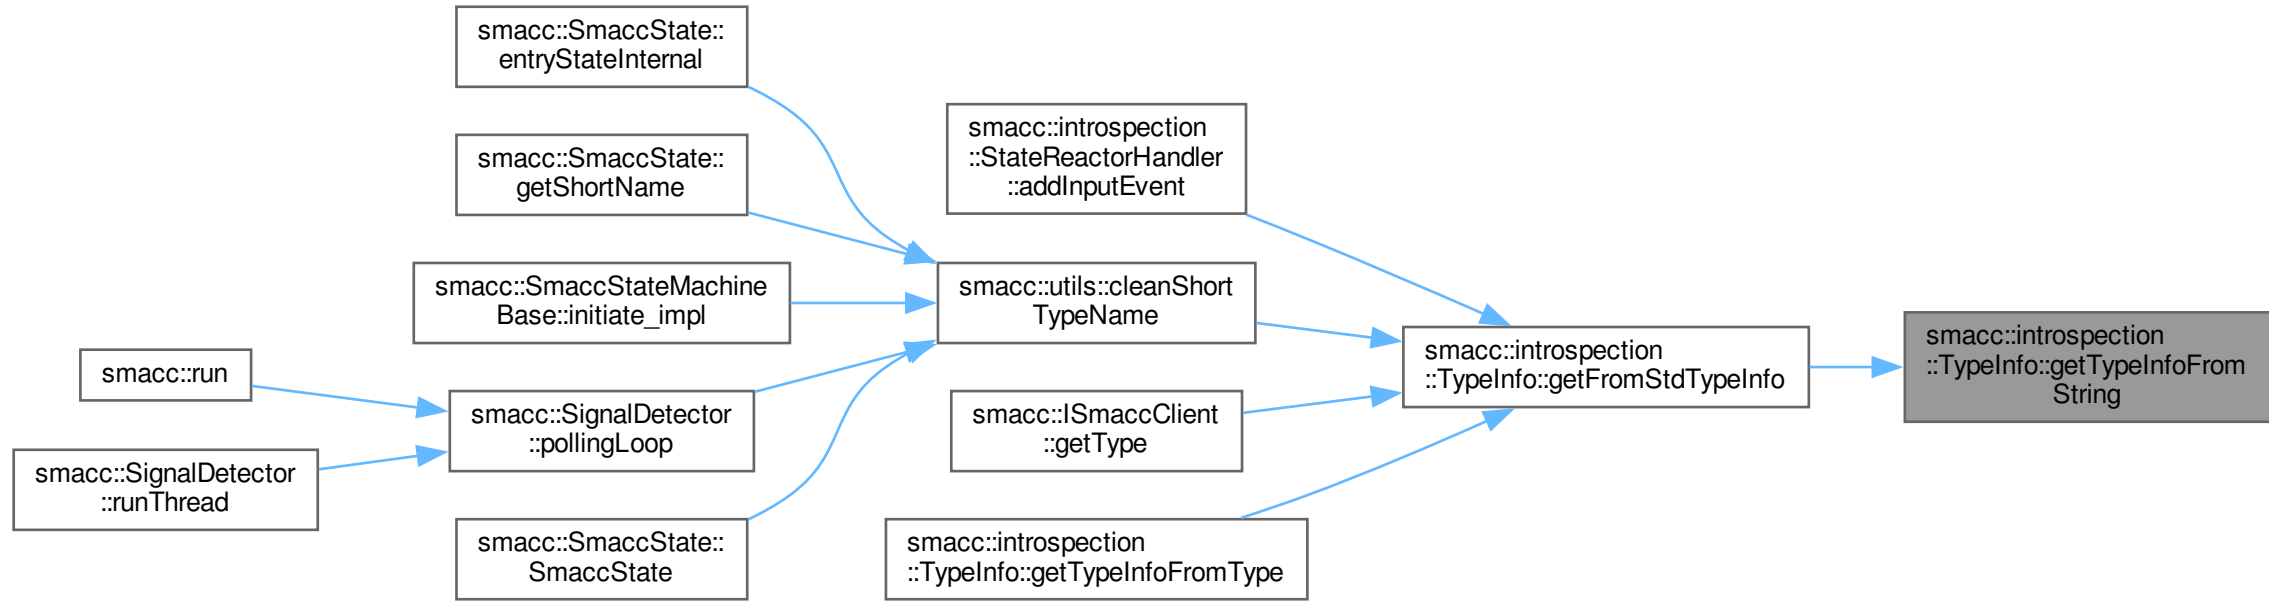 smacc::SmaccState::
entryStateInternal
smacc::SmaccState::
getShortName
smacc::SmaccStateMachine
Base::initiate_impl
smacc::run
smacc::SignalDetector
::runThread
smacc::SignalDetector
::pollingLoop
smacc::SmaccState::
SmaccState
smacc::introspection
::StateReactorHandler
::addInputEvent
smacc::utils::cleanShort
TypeName
smacc::ISmaccClient
::getType
smacc::introspection
::TypeInfo::getTypeInfoFromType
smacc::introspection
::TypeInfo::getFromStdTypeInfo
smacc::introspection
::TypeInfo::getTypeInfoFrom
String